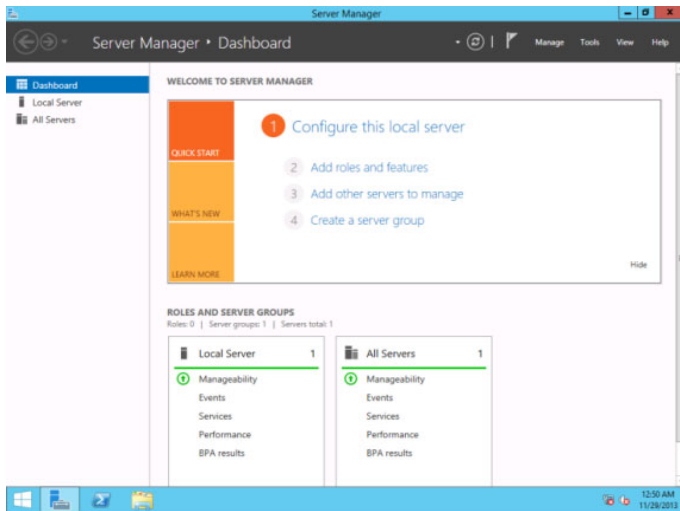 Server Manager
Server Manager • Dashboard
Manage Tools View Help
Dashboard
Local Server
All Servers
WELCOME TO SERVER MANAGER
QUICK START
WHAT'S NEW
LEARN MORE
1 Configure this local server
2 Add roles and features
3 Add other servers to manage
4 Create a server group
Hide
ROLES AND SERVER GROUPS
Roles: 0 | Server groups: 1 | Servers total: 1
Local Server 1
Manageability
Events
Services
Performance
BPA results
All Servers 1
Manageability
Events
Services
Performance
BPA results
12:50 AM
11/29/2013